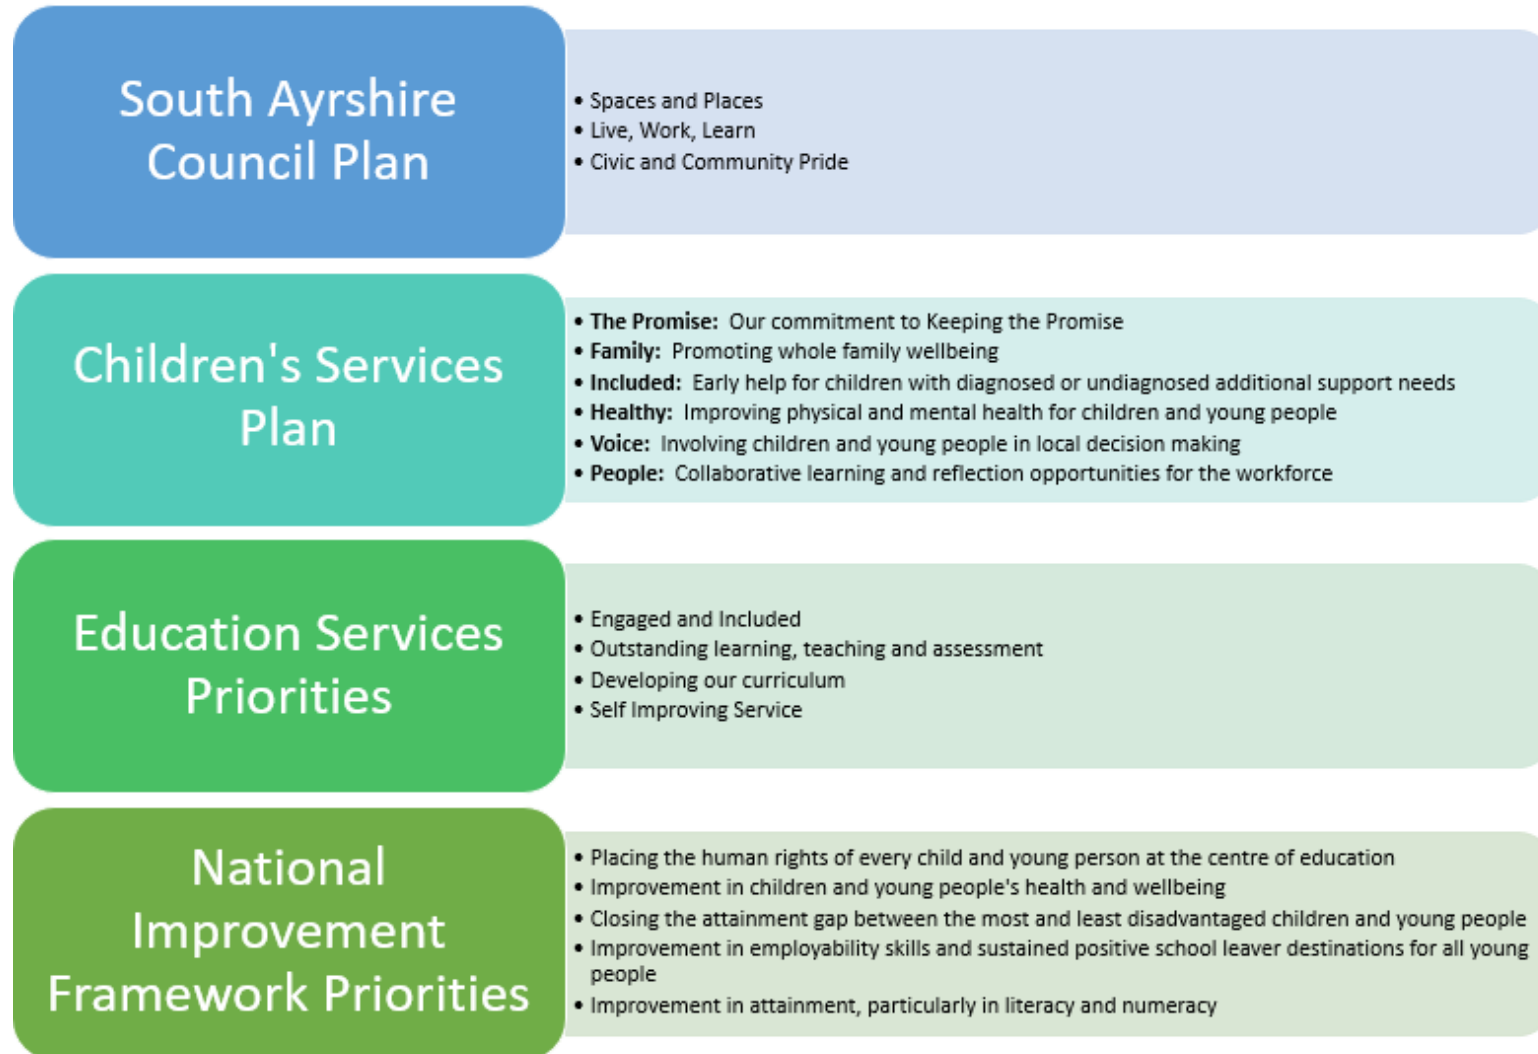 South Ayrshire
Council Plan
• Spaces and Places
• Live, Work, Learn
• Civic and Community Pride
Children's Services
Plan
• The Promise:  Our commitment to Keeping the Promise
• Family:  Promoting whole family wellbeing
• Included:  Early help for children with diagnosed or undiagnosed additional support needs
• Healthy:  Improving physical and mental health for children and young people
• Voice:  Involving children and young people in local decision making
• People:  Collaborative learning and reflection opportunities for the workforce
Education Services
Priorities
• Engaged and Included
• Outstanding learning, teaching and assessment
• Developing our curriculum
• Self Improving Service
National
Improvement
Framework Priorities
• Placing the human rights of every child and young person at the centre of education
• Improvement in children and young people's health and wellbeing
• Closing the attainment gap between the most and least disadvantaged children and young people
• Improvement in employability skills and sustained positive school leaver destinations for all young
people
• Improvement in attainment, particularly in literacy and numeracy